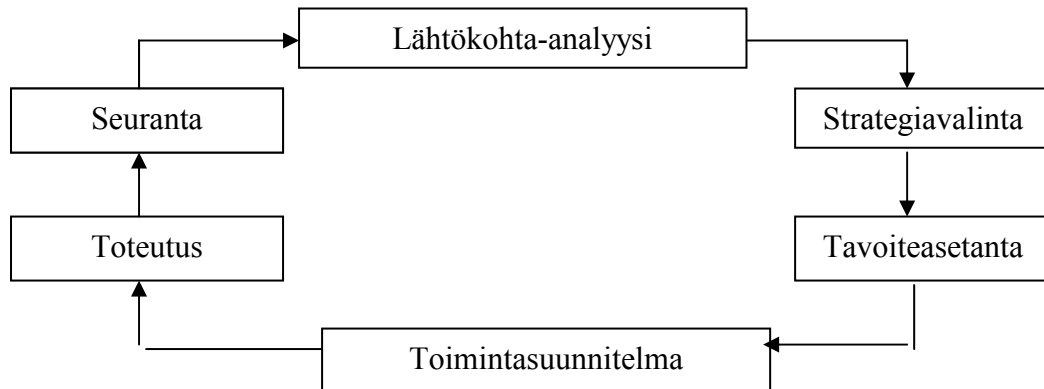 Lähtökohta-analyysi
Seuranta
Strategiavalinta
Toteutus
Tavoiteasetanta
Toimintasuunnitelma